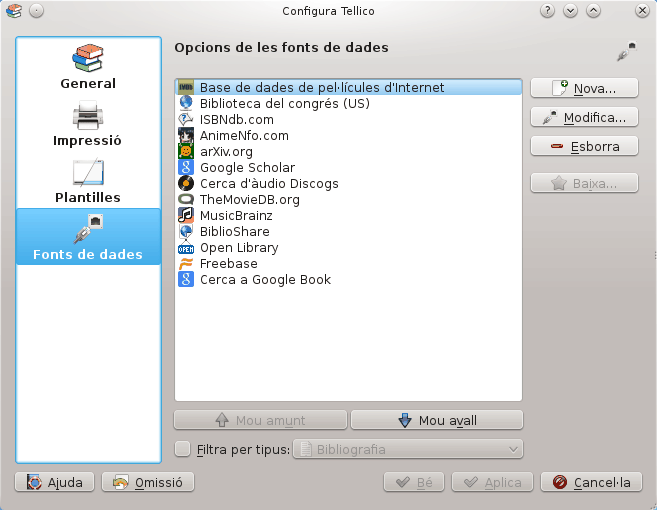 Configura Tellico
General
Impressió
Plantilles
Fonts de dades
Opcions de les fonts de dades
Base de dades de pel·lícules d'Internet
Biblioteca del congrés (US)
ISBNdb.com
AnimeNfo.com
arXiv.org
Google Scholar
Cerca d'àudio Discogs
TheMovieDB.org
MusicBrainz
BiblioShare
Open Library
Freebase
Cerca a Google Book
Nova...
Modifica...
Esborra
Baixa...
Mou amunt
Mou avall
Filtra per tipus:
Bibliografia
Ajuda
Omissió
Bé
Aplica
Cancel·la